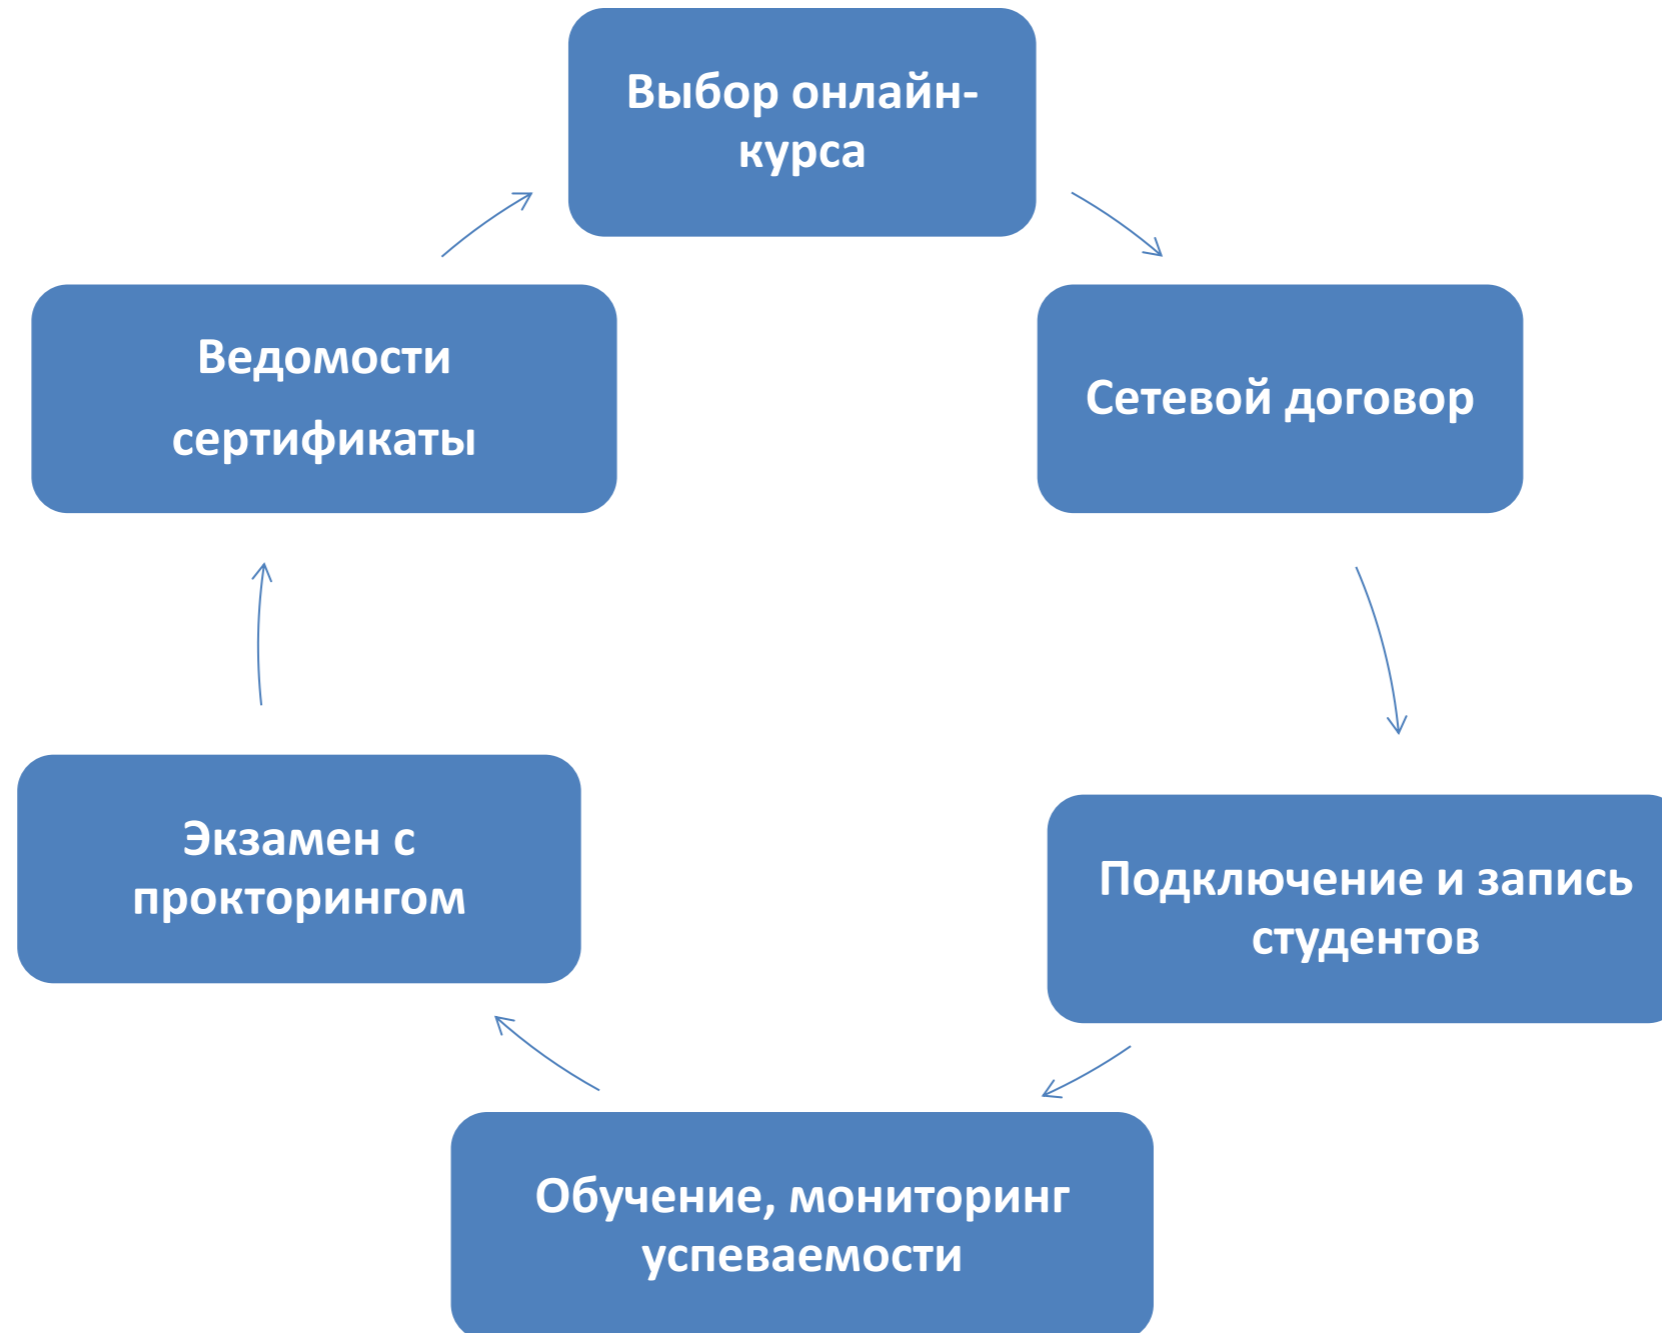 Выбор онлайн-
курса
Сетевой договор
Подключение и запись
студентов
Обучение, мониторинг
успеваемости
Экзамен с
прокторингом
Ведомости
сертификаты